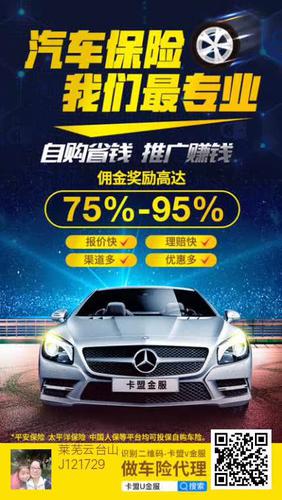 汽车保险
我们最专业
自购省钱 推广赚钱
佣金奖励高达
75%-95%
报价快
理赔快
渠道多
优惠多
卡盟金服
*平安保险 太平洋保险 中国人保等平台均可投保自购车险。
莱芜云台山
J121729
识别二维码-卡盟v金服
做车险代理
卡盟U金服
搜索